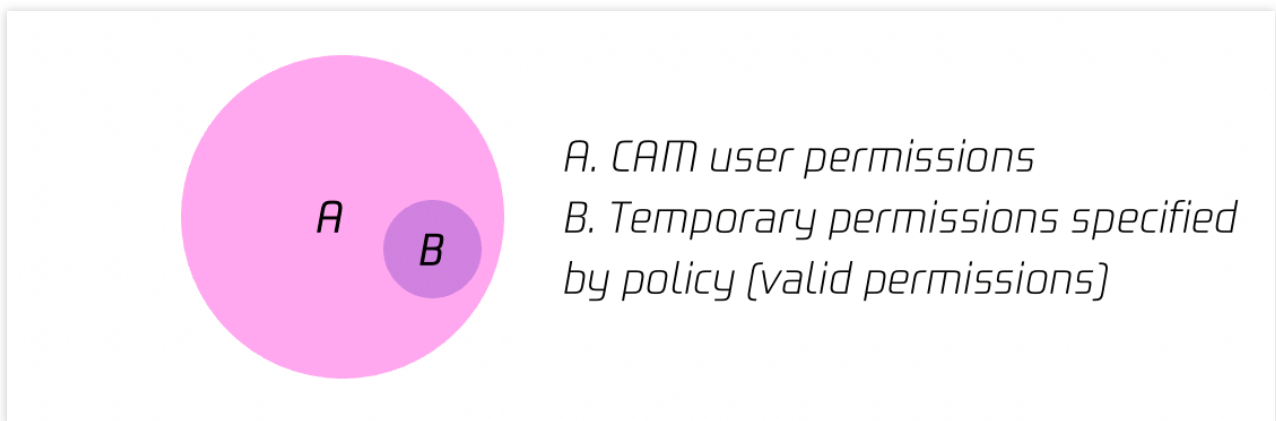 A
B
A. CAM user permissions
B. Temporary permissions specified
by policy (valid permissions)